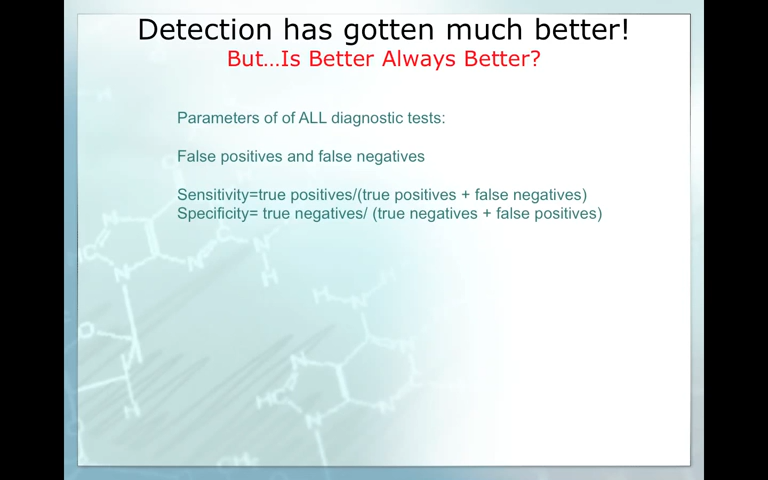 Detection has gotten much better!
But...Is Better Always Better?
Parameters of of ALL diagnostic tests:
False positives and false negatives
Sensitivity=true positives/(true positives + false negatives)
Specificity= true negatives/ (true negatives + false positives)